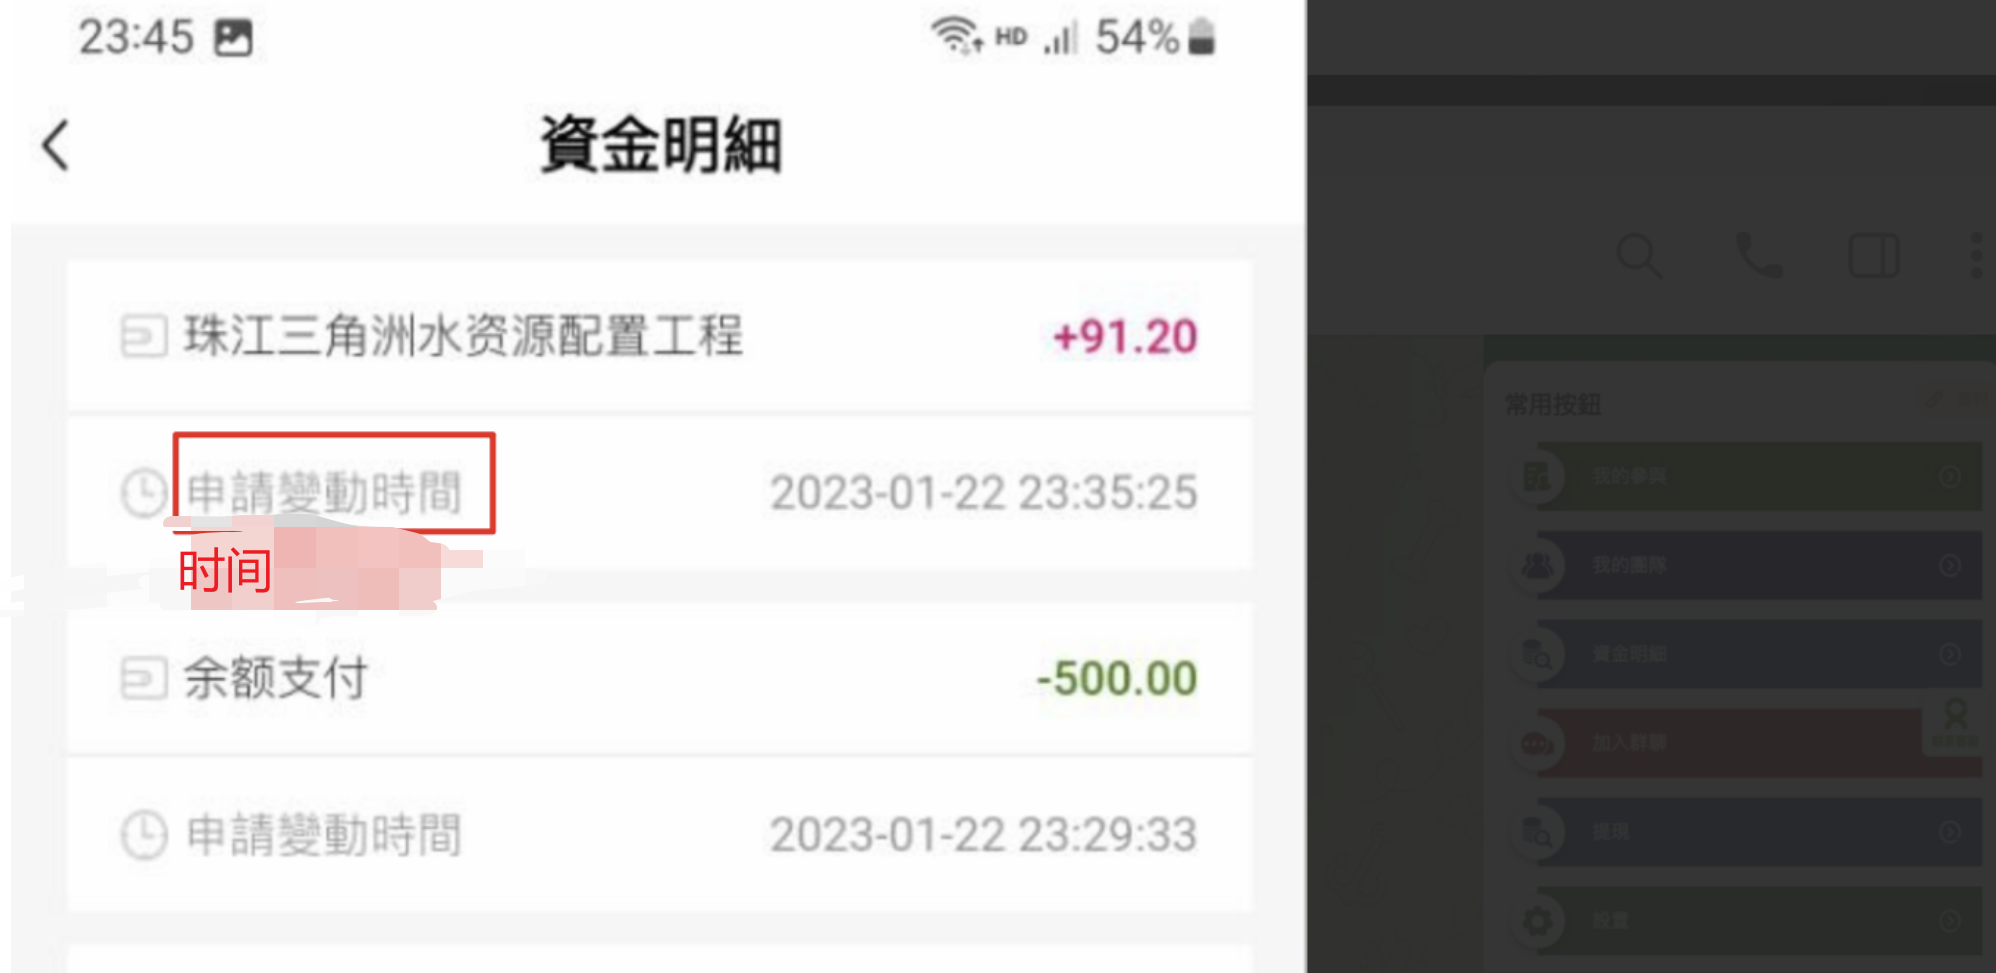 23:45 HD 54%
資金明細
珠江三角洲水资源配置工程 +91.20
申請變動時間 2023-01-22 23:35:25
时间
余额支付 -500.00
申請變動時間 2023-01-22 23:29:33
常用按鈕
我的參與
我的團隊
資金明細
加入群聊
提現
設置